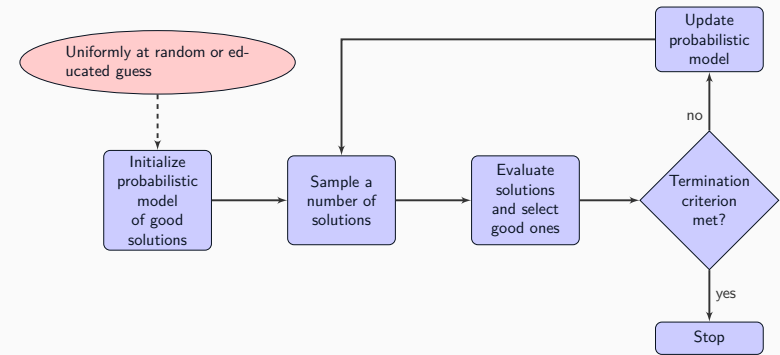 Uniformly at random or ed-
ucated guess
Initialize
probabilistic
model
of good
solutions
Sample a
number of
solutions
Evaluate
solutions
and select
good ones
Termination
criterion
met?
no
Update
probabilistic
model
yes
Stop